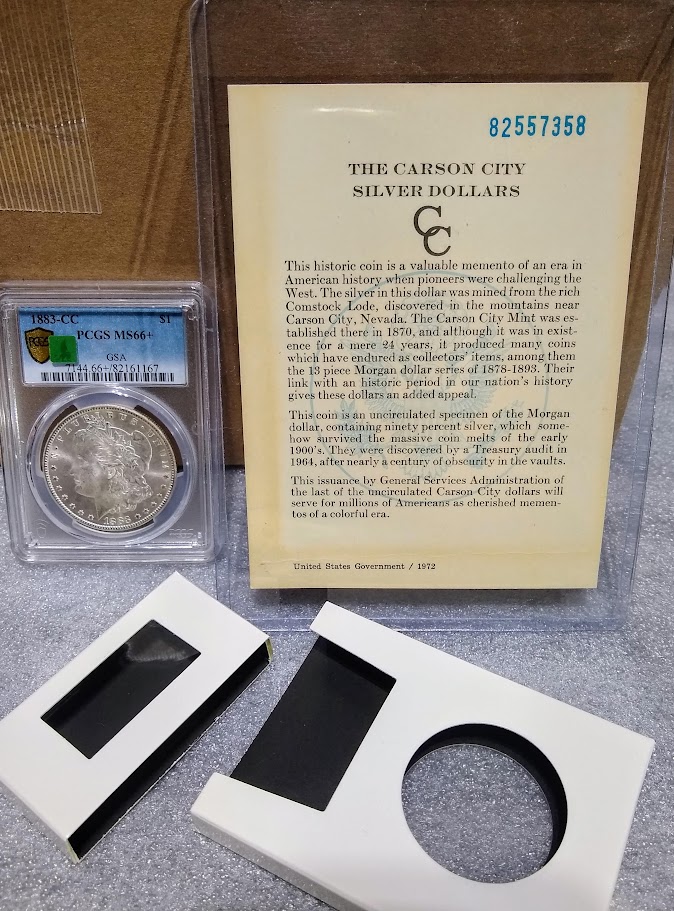 82557358
THE CARSON CITY
SILVER DOLLARS
CC
This historic coin is a valuable memento of an era in
American history when pioneers were challenging the
West. The silver in this dollar was mined from the rich
Comstock Lode, discovered in the mountains near
Carson City, Nevada. The Carson City Mint was es-
tablished there in 1870, and although it was in exist-
ence for a mere 24 years, it produced many coins
which have endured as collectors' items, among them
the 13 piece Morgan dollar series of 1878-1893. Their
link with an historic period in our nation's history
gives these dollars an added appeal.
This coin is an uncirculated specimen of the Morgan
dollar, containing ninety percent silver, which some-
how survived the massive coin melts of the early
1900's. They were discovered by a Treasury audit in
1964, after nearly a century of obscurity in the vaults.
This issuance by General Services Administration of
the last of the uncirculated Carson City dollars will
serve for millions of Americans as cherished memen-
tos of a colorful era.
United States Government / 1972
1883-CC $1
PCGS PCGS MS66+
GSA
7144.66+/82161167
E·PLURIBUS·UNUM
1883